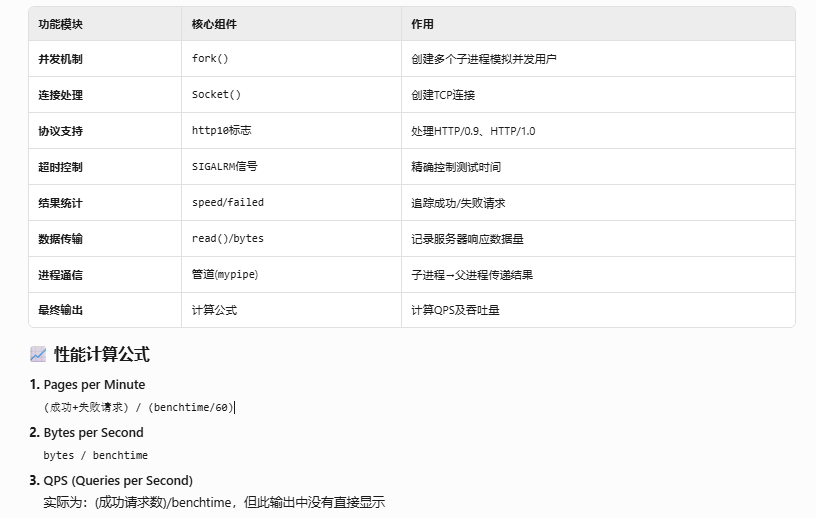 功能模块 核心组件 作用
并发机制 fork() 创建多个子进程模拟并发用户
连接处理 Socket() 创建TCP连接
协议支持 http10标志 处理HTTP/0.9、HTTP/1.0
超时控制 SIGALRM信号 精确控制测试时间
结果统计 speed/failed 追踪成功/失败请求
数据传输 read()/bytes 记录服务器响应数据量
进程通信 管道(mypipe) 子进程→父进程传递结果
最终输出 计算公式 计算QPS及吞吐量
性能计算公式
1. Pages per Minute
(成功+失败请求) / (benchtime/60)
2. Bytes per Second
bytes / benchtime
3. QPS (Queries per Second)
实际为：(成功请求数)/benchtime，但此输出中没有直接显示